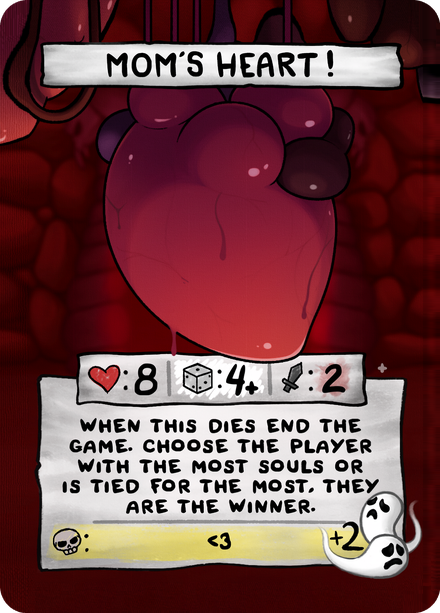 MOM'S HEART!
:8 :4+ :2
WHEN THIS DIES END THE
GAME. CHOOSE THE PLAYER
WITH THE MOST SOULS OR
IS TIED FOR THE MOST. THEY
ARE THE WINNER.
: <3 +2